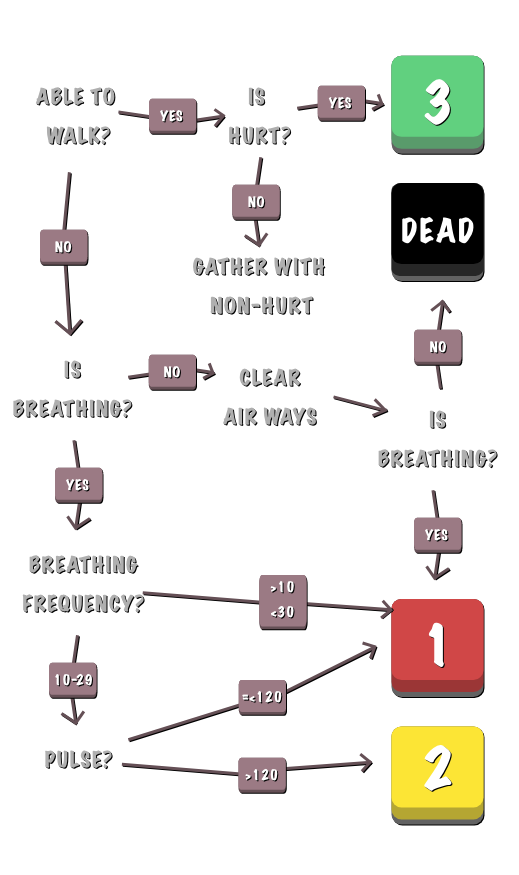 ABLE TO
WALK?
YES
IS
HURT?
YES
3
NO
NO
GATHER WITH
NON-HURT
DEAD
IS
BREATHING?
NO
CLEAR
AIR WAYS
NO
IS
BREATHING?
YES
YES
BREATHING
FREQUENCY?
>10
<30
1
10-29
=<120
PULSE?
>120
2